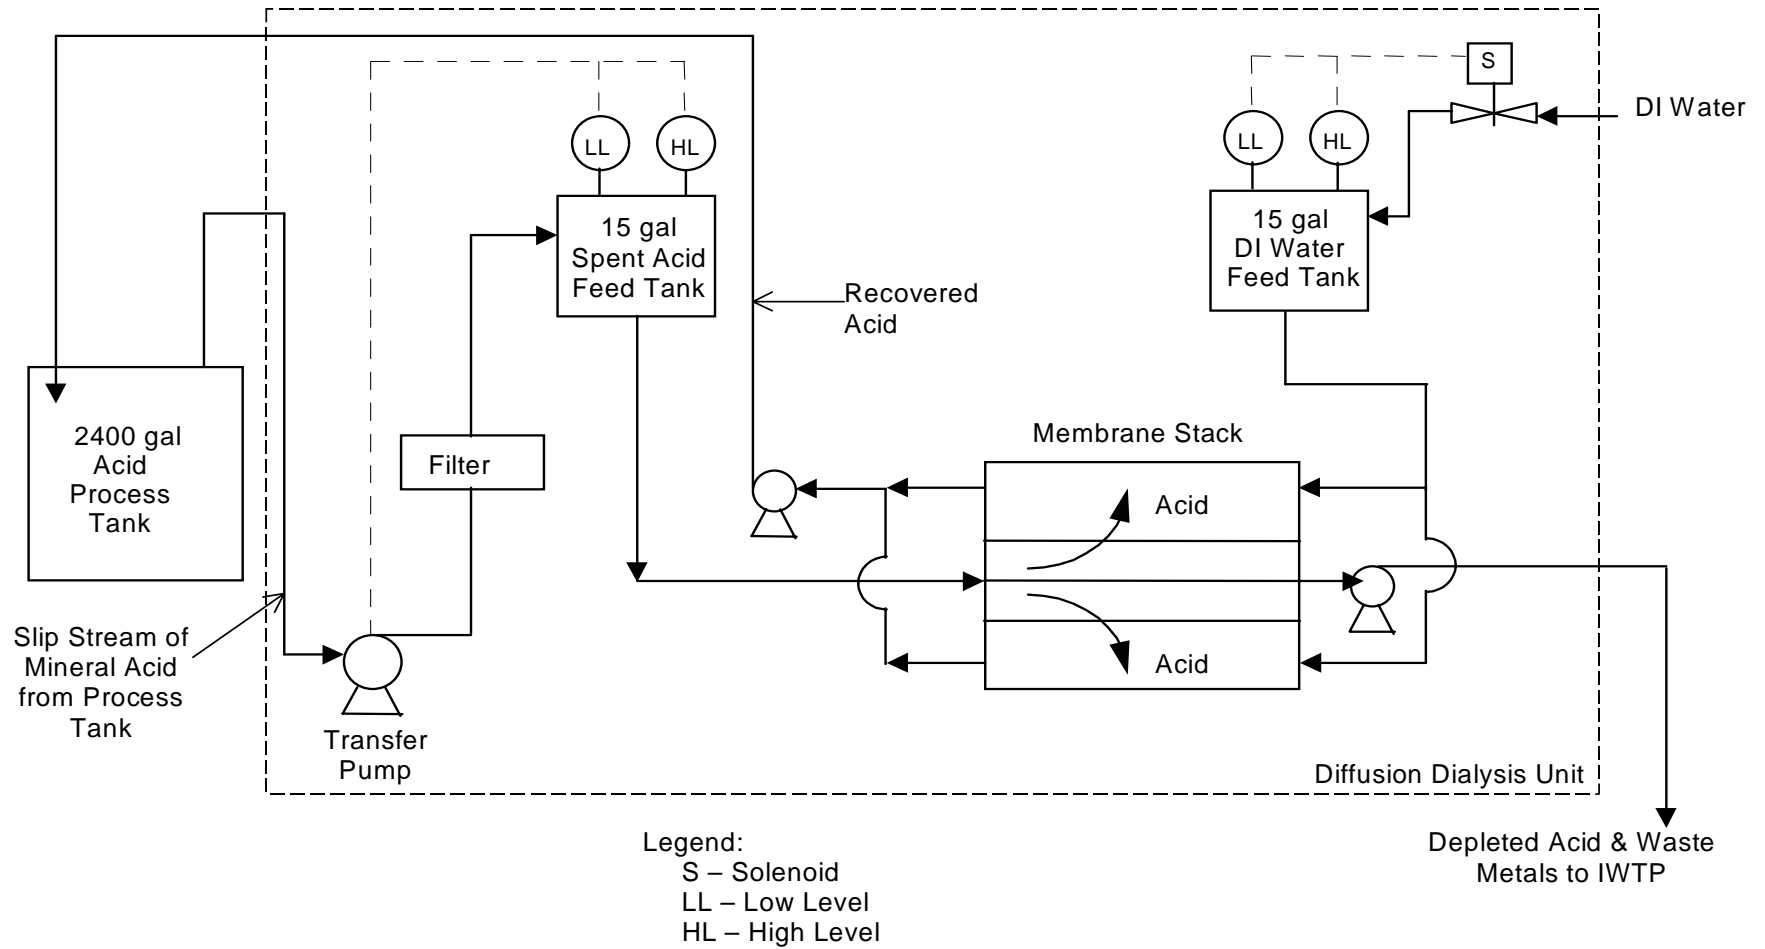 S
DI Water
LL
HL
LL
HL
15 gal
Spent Acid
Feed Tank
15 gal
DI Water
Feed Tank
Recovered
Acid
2400 gal
Acid
Process
Tank
Filter
Membrane Stack
Acid
Acid
Slip Stream of
Mineral Acid
from Process
Tank
Transfer
Pump
Diffusion Dialysis Unit
Depleted Acid & Waste
Metals to IWTP
Legend:
S – Solenoid
LL – Low Level
HL – High Level